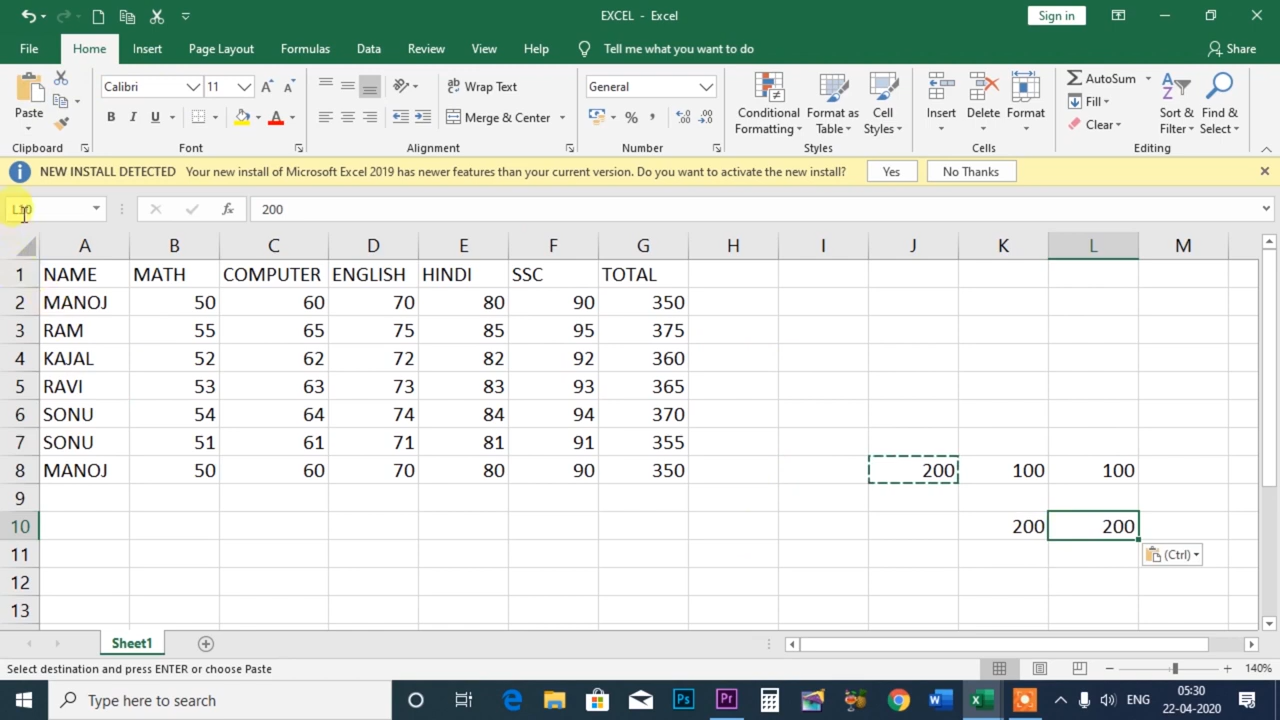 EXCEL - Excel
Sign in
File Home Insert Page Layout Formulas Data Review View Help Tell me what you want to do Share
Paste
Calibri 11
B I U
A A
Wrap Text
Merge & Center
General
%
Conditional Formatting
Format as Table
Cell Styles
Insert Delete Format
AutoSum
Fill
Clear
Sort & Filter
Find & Select
Clipboard Font Alignment Number Styles Cells Editing
NEW INSTALL DETECTED Your new install of Microsoft Excel 2019 has newer features than your current version. Do you want to activate the new install? Yes No Thanks
L10 fx 200
A B C D E F G H I J K L M
1 NAME MATH COMPUTER ENGLISH HINDI SSC TOTAL
2 MANOJ 50 60 70 80 90 350
3 RAM 55 65 75 85 95 375
4 KAJAL 52 62 72 82 92 360
5 RAVI 53 63 73 83 93 365
6 SONU 54 64 74 84 94 370
7 SONU 51 61 71 81 91 355
8 MANOJ 50 60 70 80 90 350 200 100 100
9
10 200 200
11 (Ctrl)
12
13
Sheet1
Select destination and press ENTER or choose Paste 140%
Type here to search Ps Pr ENG 05:30
22-04-2020